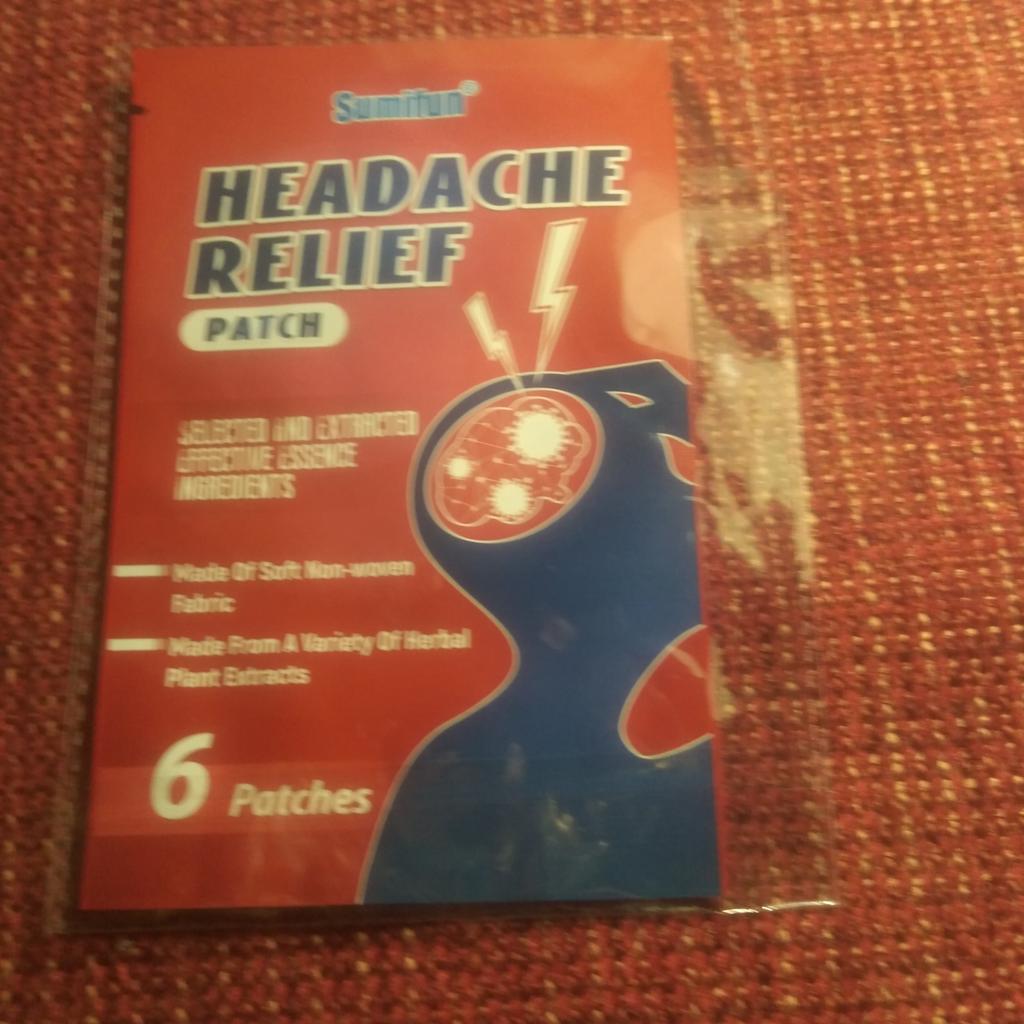 Sumifun®
HEADACHE
RELIEF
PATCH
SELECTED AND EXTRACTED
EFFECTIVE ESSENCE
INGREDIENTS
Made Of Soft Non-woven
Fabric
Made From A Variety Of Herbal
Plant Extracts
6 Patches